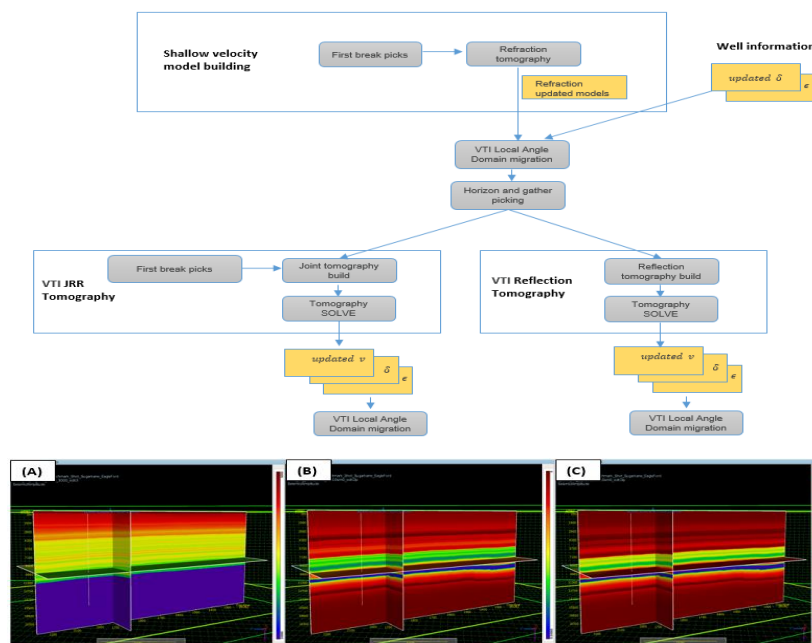 Shallow velocity
model building
First break picks
Refraction
tomography
Well information
Refraction
updated models
updated δ
ϵ
VTI Local Angle
Domain migration
Horizon and gather
picking
First break picks
Joint tomography
build
VTI JRR
Tomography
Tomography
SOLVE
Reflection
tomography build
VTI Reflection
Tomography
Tomography
SOLVE
updated v
δ
ϵ
updated v
δ
ϵ
VTI Local Angle
Domain migration
VTI Local Angle
Domain migration
(A)
(B)
(C)